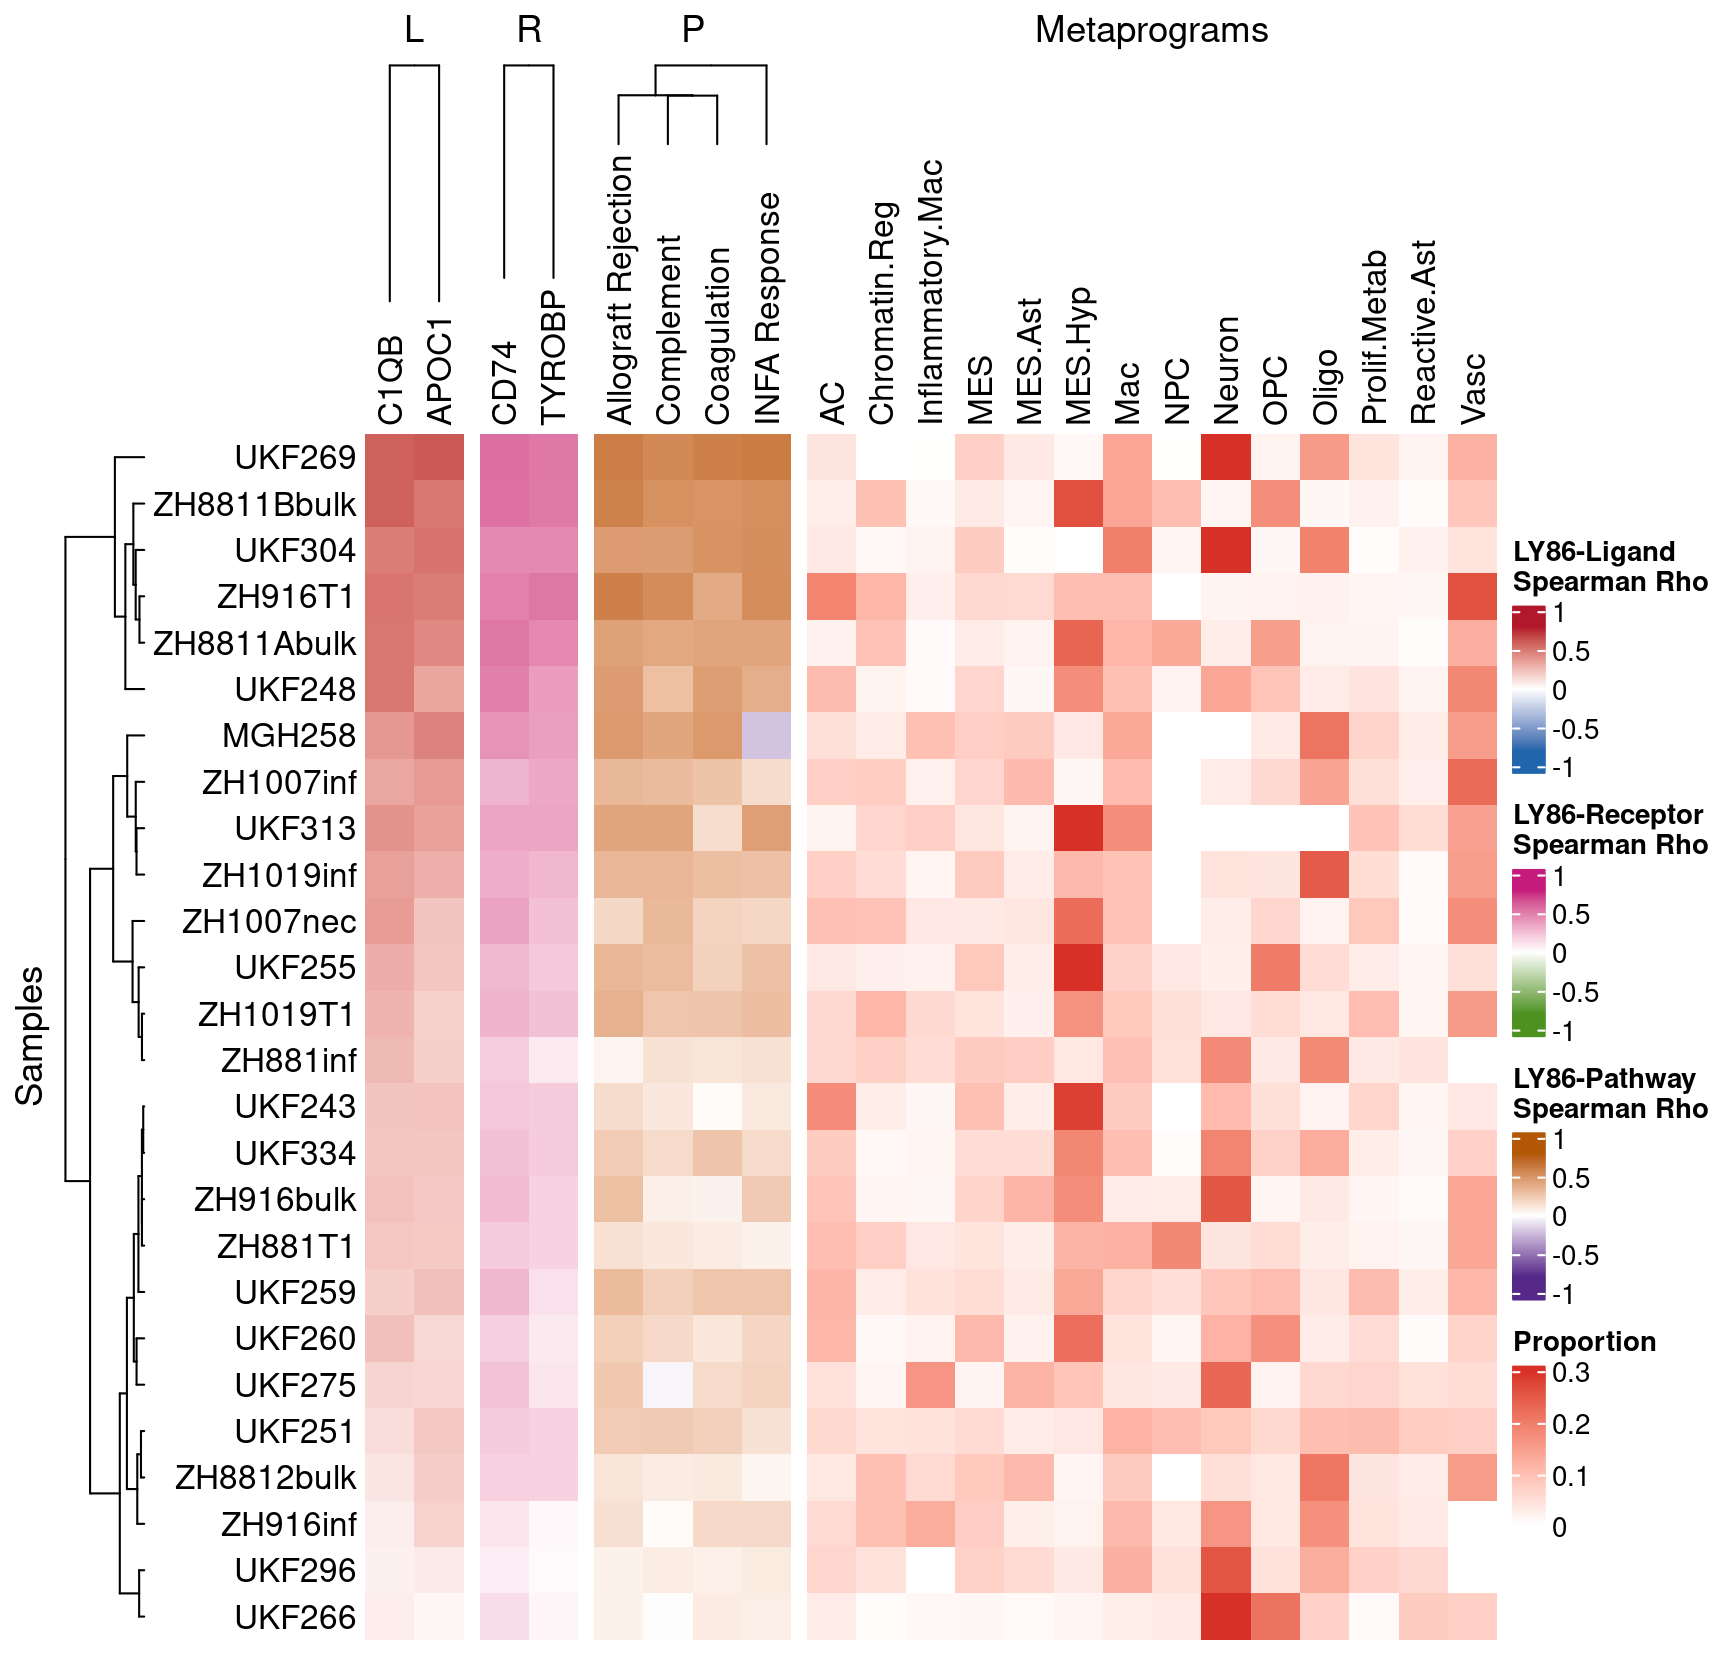 L R P Metaprograms
C1QB
APOC1
CD74
TYROBP
Allograft Rejection
Complement
Coagulation
INFA Response
AC
Chromatin.Reg
Inflammatory.Mac
MES
MES.Ast
MES.Hyp
Mac
NPC
Neuron
OPC
Oligo
Prolif.Metab
Reactive.Ast
Vasc
Samples
UKF269
ZH8811Bbulk
UKF304
ZH916T1
ZH8811Abulk
UKF248
MGH258
ZH1007inf
UKF313
ZH1019inf
ZH1007nec
UKF255
ZH1019T1
ZH881inf
UKF243
UKF334
ZH916bulk
ZH881T1
UKF259
UKF260
UKF275
UKF251
ZH8812bulk
ZH916inf
UKF296
UKF266
LY86-Ligand
Spearman Rho
1
0.5
0
-0.5
-1
LY86-Receptor
Spearman Rho
1
0.5
0
-0.5
-1
LY86-Pathway
Spearman Rho
1
0.5
0
-0.5
-1
Proportion
0.3
0.2
0.1
0